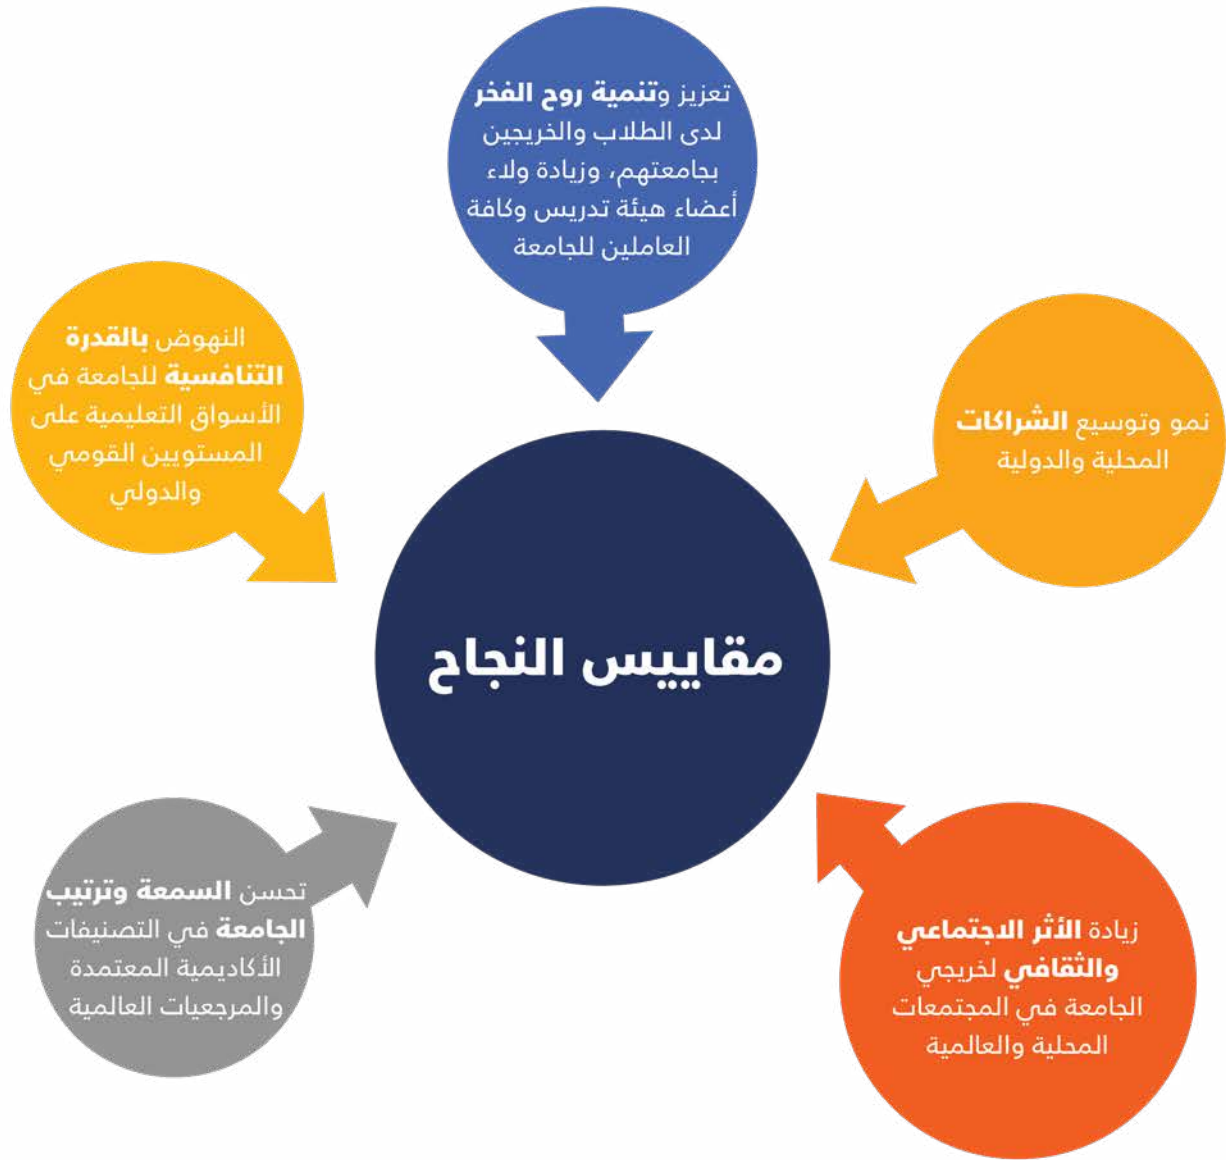 تعزيز وتنمية روح الفخر
لدى الطلاب والخريجين
بجامعتهم، وزيادة ولاء
أعضاء هيئة تدريس وكافة
العاملين للجامعة
نمو وتوسيع الشراكات
المحلية والدولية
النهوض بالقدرة
التنافسية للجامعة في
الأسواق التعليمية على
المستويين القومي
والدولي
مقاييس النجاح
زيادة الأثر الاجتماعي
والثقافي لخريجي
الجامعة في المجتمعات
المحلية والعالمية
تحسن السمعة وترتيب
الجامعة في التصنيفات
الأكاديمية المعتمدة
والمرجعيات العالمية